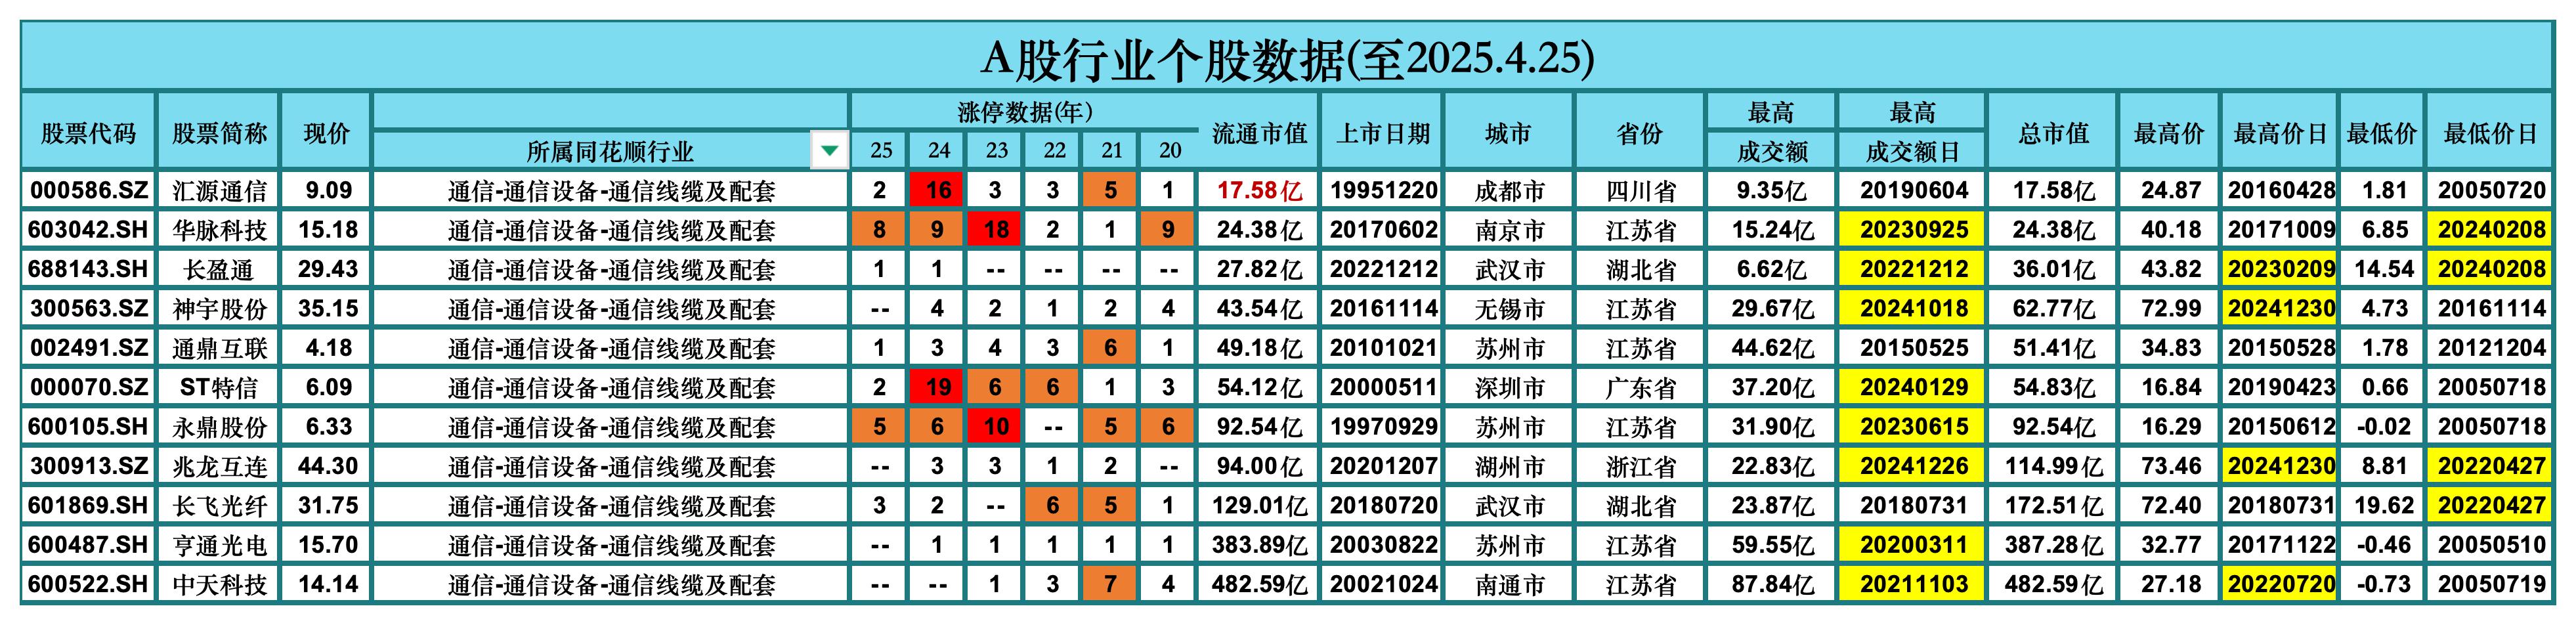 A股行业个股数据(至2025.4.25)
股票代码 股票简称 现价 所属同花顺行业 涨停数据(年) 25 24 23 22 21 20 流通市值 上市日期 城市 省份 最高成交额 最高成交额日 总市值 最高价 最高价日 最低价 最低价日
000586.SZ 汇源通信 9.09 通信-通信设备-通信线缆及配套 2 16 3 3 5 1 17.58亿 19951220 成都市 四川省 9.35亿 20190604 17.58亿 24.87 20160428 1.81 20050720
603042.SH 华脉科技 15.18 通信-通信设备-通信线缆及配套 8 9 18 2 1 9 24.38亿 20170602 南京市 江苏省 15.24亿 20230925 24.38亿 40.18 20171009 6.85 20240208
688143.SH 长盈通 29.43 通信-通信设备-通信线缆及配套 1 1 -- -- -- -- 27.82亿 20221212 武汉市 湖北省 6.62亿 20221212 36.01亿 43.82 20230209 14.54 20240208
300563.SZ 神宇股份 35.15 通信-通信设备-通信线缆及配套 -- 4 2 1 2 4 43.54亿 20161114 无锡市 江苏省 29.67亿 20241018 62.77亿 72.99 20241230 4.73 20161114
002491.SZ 通鼎互联 4.18 通信-通信设备-通信线缆及配套 1 3 4 3 6 1 49.18亿 20101021 苏州市 江苏省 44.62亿 20150525 51.41亿 34.83 20150528 1.78 20121204
000070.SZ ST特信 6.09 通信-通信设备-通信线缆及配套 2 19 6 6 1 3 54.12亿 20000511 深圳市 广东省 37.20亿 20240129 54.83亿 16.84 20190423 0.66 20050718
600105.SH 永鼎股份 6.33 通信-通信设备-通信线缆及配套 5 6 10 -- 5 6 92.54亿 19970929 苏州市 江苏省 31.90亿 20230615 92.54亿 16.29 20150612 -0.02 20050718
300913.SZ 兆龙互连 44.30 通信-通信设备-通信线缆及配套 -- 3 3 1 2 -- 94.00亿 20201207 湖州市 浙江省 22.83亿 20241226 114.99亿 73.46 20241230 8.81 20220427
601869.SH 长飞光纤 31.75 通信-通信设备-通信线缆及配套 3 2 -- 6 5 1 129.01亿 20180720 武汉市 湖北省 23.87亿 20180731 172.51亿 72.40 20180731 19.62 20220427
600487.SH 亨通光电 15.70 通信-通信设备-通信线缆及配套 -- 1 1 1 1 1 383.89亿 20030822 苏州市 江苏省 59.55亿 20200311 387.28亿 32.77 20171122 -0.46 20050510
600522.SH 中天科技 14.14 通信-通信设备-通信线缆及配套 -- -- 1 3 7 4 482.59亿 20021024 南通市 江苏省 87.84亿 20211103 482.59亿 27.18 20220720 -0.73 20050719